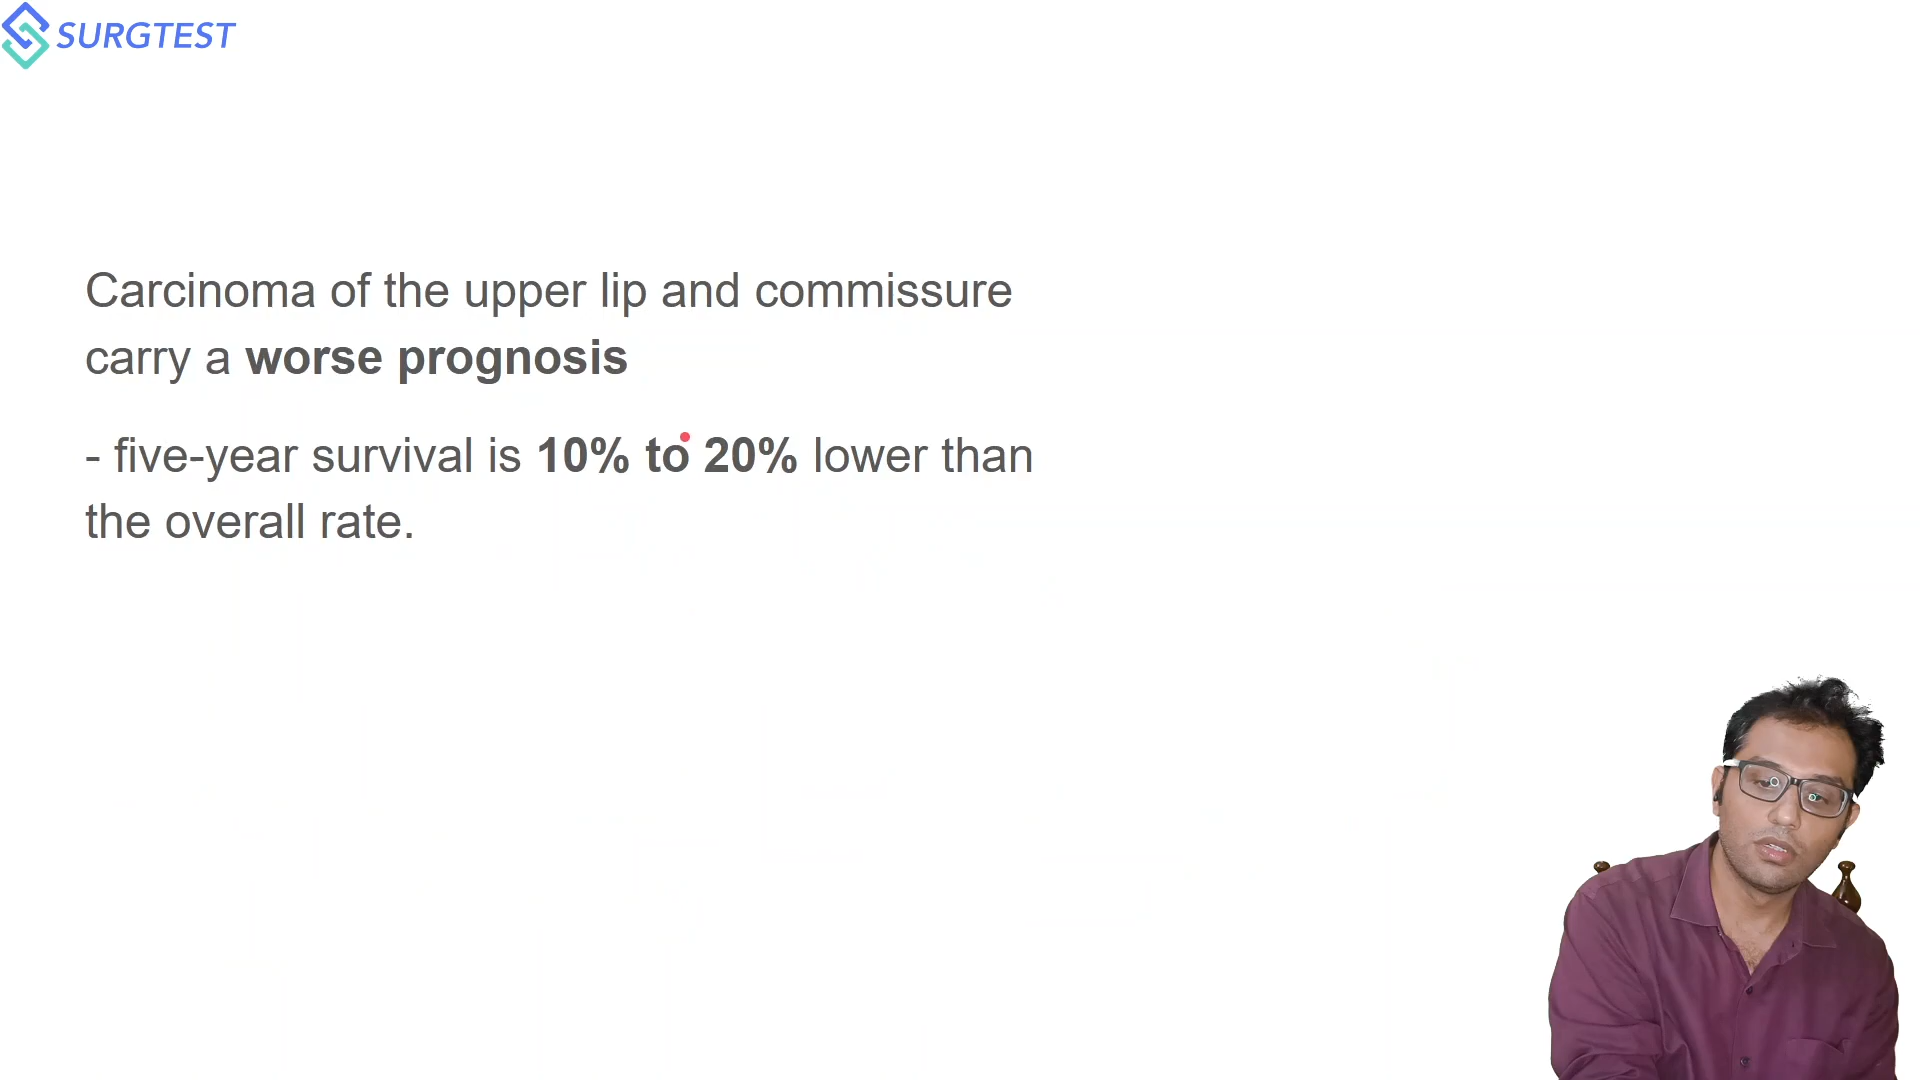 SURGTEST
Carcinoma of the upper lip and commissure
carry a worse prognosis
- five-year survival is 10% to 20% lower than
the overall rate.